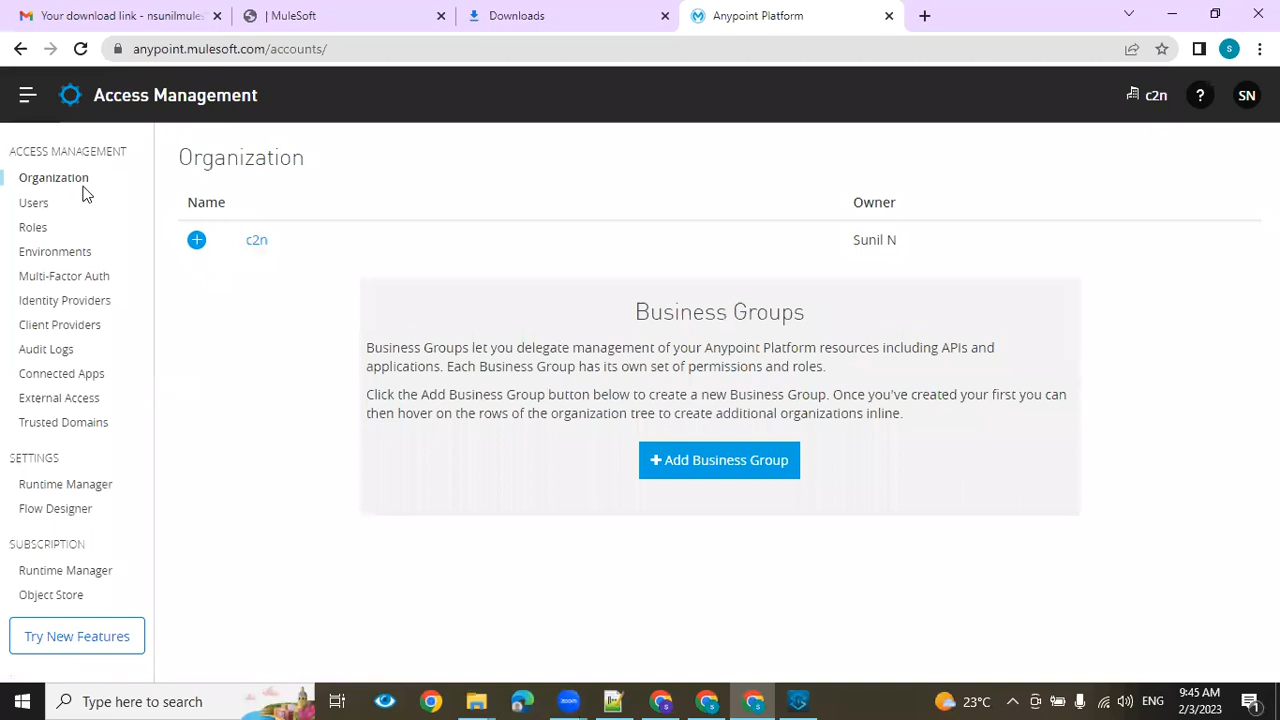 Your download link - nsunilmules
MuleSoft
Downloads
Anypoint Platform
anypoint.mulesoft.com/accounts/
S
Access Management
c2n
?
SN
ACCESS MANAGEMENT
Organization
Users
Roles
Environments
Multi-Factor Auth
Identity Providers
Client Providers
Audit Logs
Connected Apps
External Access
Trusted Domains
SETTINGS
Runtime Manager
Flow Designer
SUBSCRIPTION
Runtime Manager
Object Store
Try New Features
Organization
Name Owner
c2n Sunil N
Business Groups
Business Groups let you delegate management of your Anypoint Platform resources including APIs and
applications. Each Business Group has its own set of permissions and roles.
Click the Add Business Group button below to create a new Business Group. Once you've created your first you can
then hover on the rows of the organization tree to create additional organizations inline.
+ Add Business Group
Type here to search
zoom
23°C
ENG
9:45 AM
2/3/2023
1